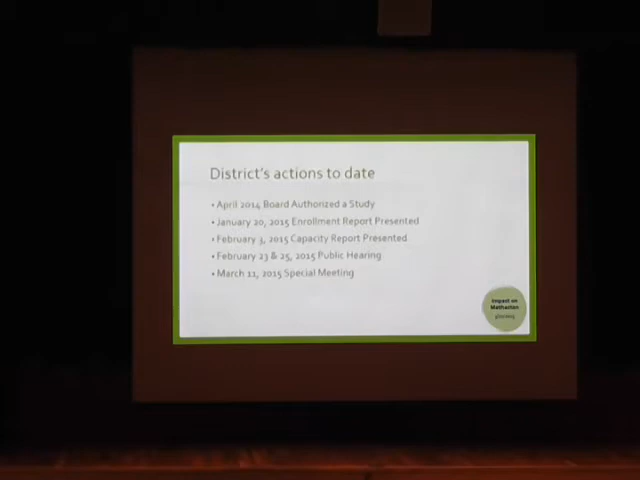 District's actions to date
• April 2014 Board Authorized a Study
• January 20, 2015 Enrollment Report Presented
• February 3, 2015 Capacity Report Presented
• February 23 & 25, 2015 Public Hearing
• March 11, 2015 Special Meeting
Impact on